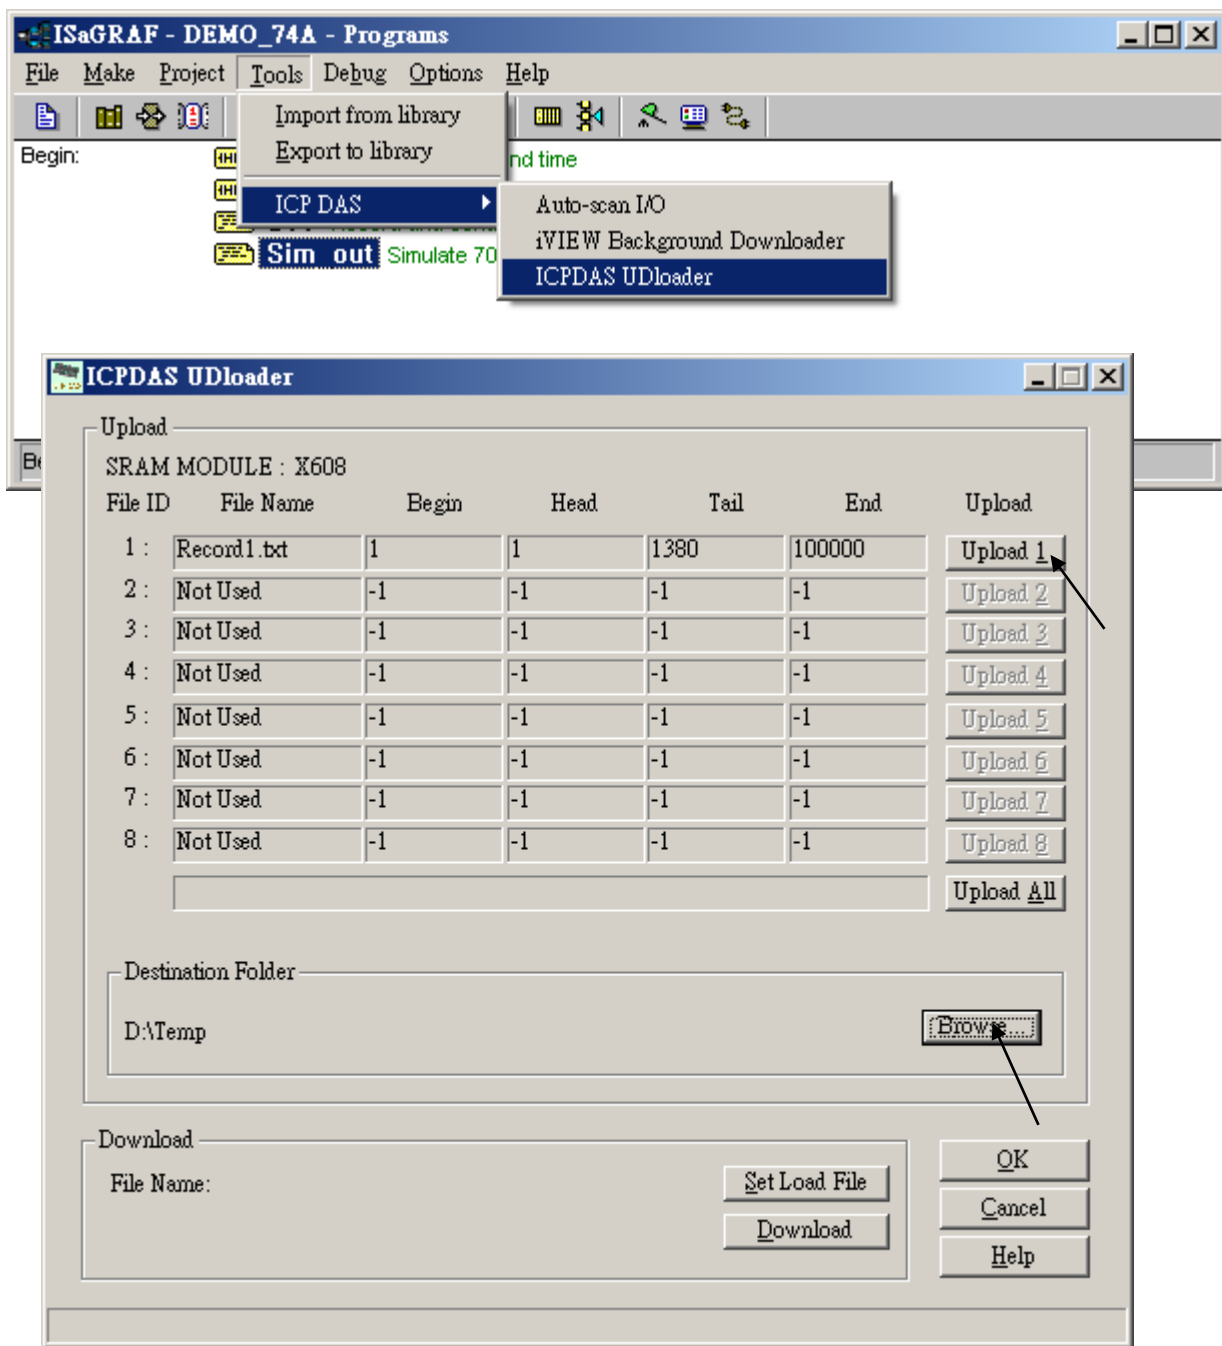 ISaGRAF - DEMO_74A - Programs
File Make Project Tools Debug Options Help
Import from library
Export to library
ICP DAS
Auto-scan I/O
iVIEW Background Downloader
ICPDAS UDloader
Begin:
nd time
Sim out Simulate 70
ICPDAS UDloader
Upload
SRAM MODULE : X608
File ID File Name Begin Head Tail End Upload
1 : Record1.txt 1 1 1380 100000 Upload 1
2 : Not Used -1 -1 -1 -1 Upload 2
3 : Not Used -1 -1 -1 -1 Upload 3
4 : Not Used -1 -1 -1 -1 Upload 4
5 : Not Used -1 -1 -1 -1 Upload 5
6 : Not Used -1 -1 -1 -1 Upload 6
7 : Not Used -1 -1 -1 -1 Upload 7
8 : Not Used -1 -1 -1 -1 Upload 8
Upload All
Destination Folder
D:\Temp
Browse...
Download
File Name:
Set Load File
Download
OK
Cancel
Help